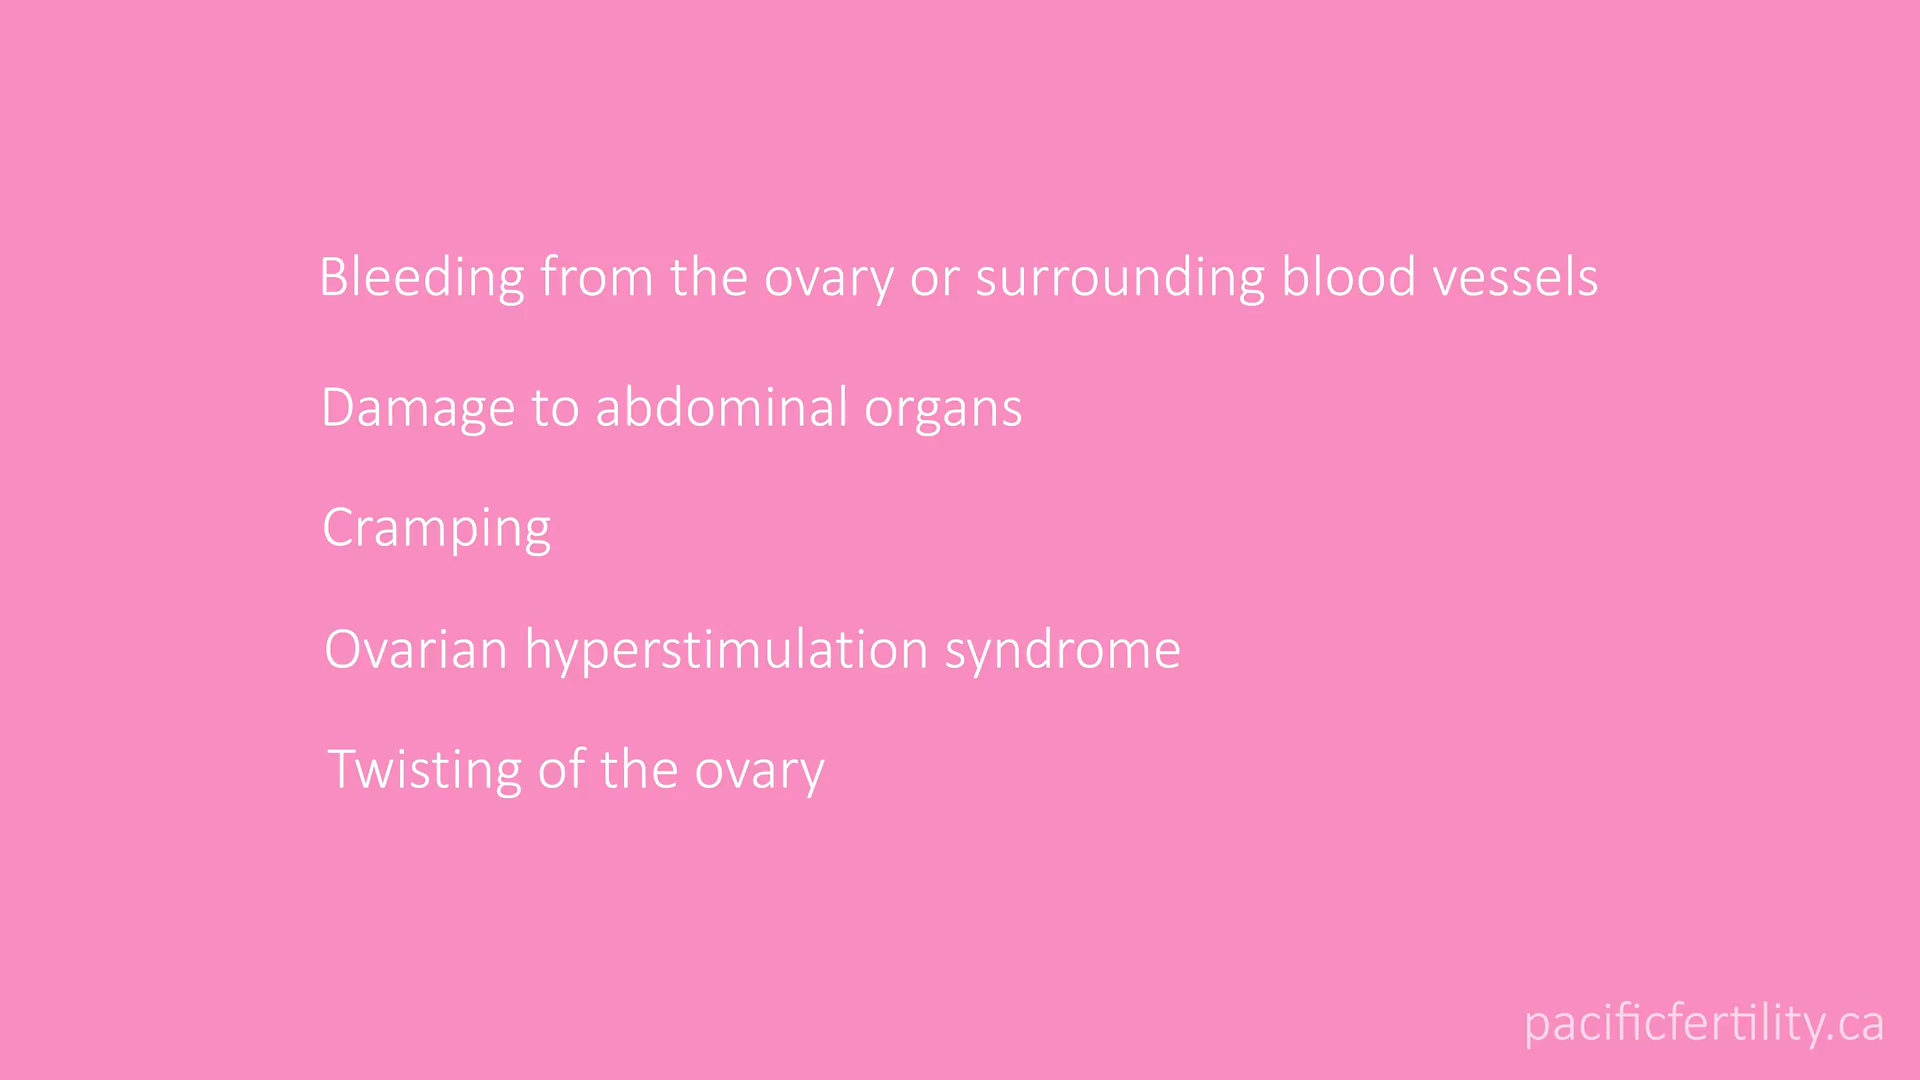 Bleeding from the ovary or surrounding blood vessels
Damage to abdominal organs
Cramping
Ovarian hyperstimulation syndrome
Twisting of the ovary
pacificfertility.ca